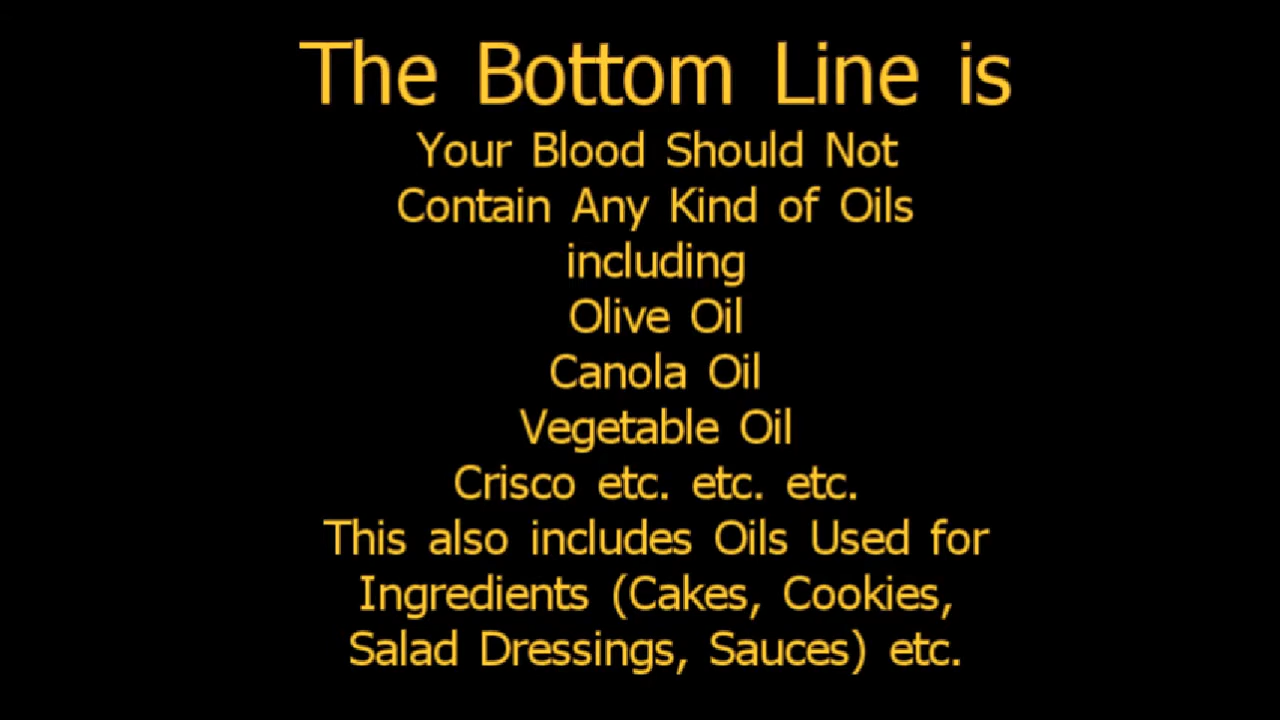 The Bottom Line is
Your Blood Should Not
Contain Any Kind of Oils
including
Olive Oil
Canola Oil
Vegetable Oil
Crisco etc. etc. etc.
This also includes Oils Used for
Ingredients (Cakes, Cookies,
Salad Dressings, Sauces) etc.